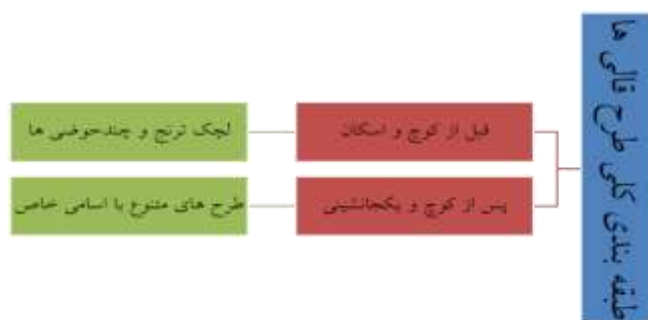 طبقه بندی کلی طرح قالی ها
قبل از کوچ و اسکان
لچک ترنج و چندحوضی ها
پس از کوچ و یکجانشینی
طرح های متنوع با اسامی خاص